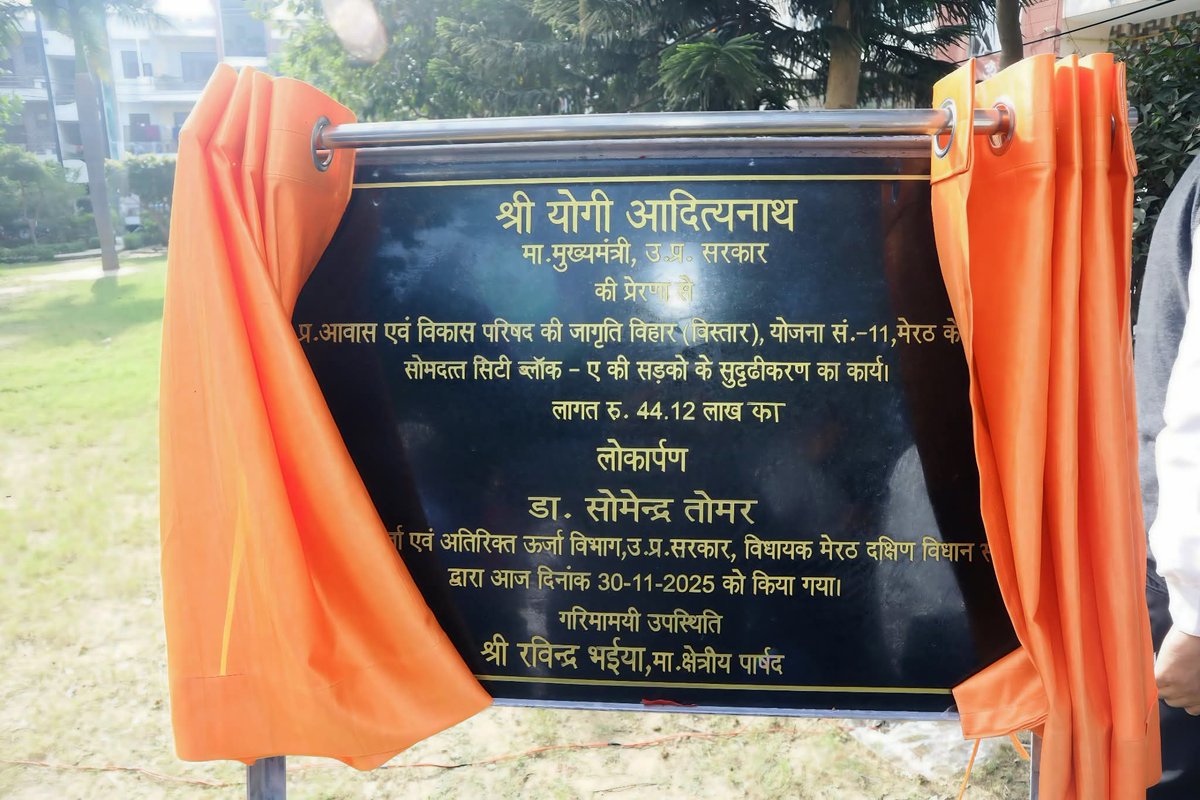 श्री योगी आदित्यनाथ
मा.मुख्यमंत्री, उ.प्र. सरकार
की प्रेरणा से
प्र.आवास एवं विकास परिषद की जागृति विहार (विस्तार), योजना सं.-11,मेरठ के
सोमदत्त सिटी ब्लॉक - ए की सड़को के सुदृढीकरण का कार्य।
लागत रु. 44.12 लाख का
लोकार्पण
डा. सोमेन्द्र तोमर
एवं अतिरिक्त ऊर्जा विभाग,उ.प्र.सरकार, विधायक मेरठ दक्षिण विधान
द्वारा आज दिनांक 30-11-2025 को किया गया।
गरिमामयी उपस्थिति
श्री रविन्द्र भईया,मा.क्षेत्रीय पार्षद